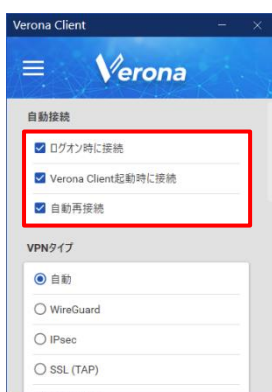 Verona Client
Verona
自動接続
ログオン時に接続
Verona Client起動時に接続
自動再接続
VPNタイプ
自動
WireGuard
IPsec
SSL (TAP)